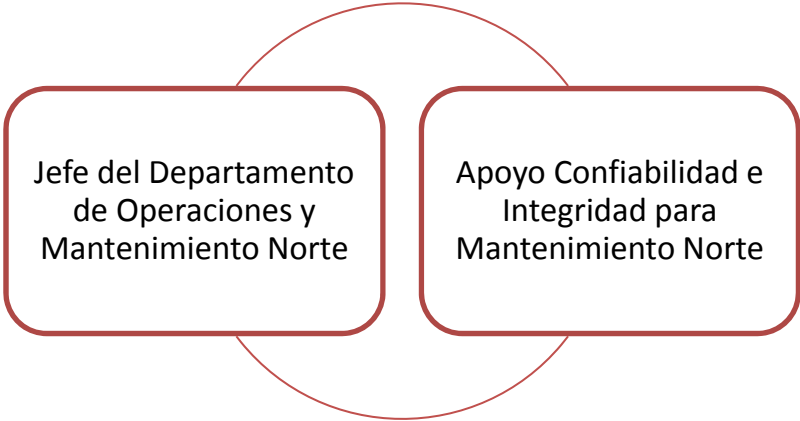 Jefe del Departamento
de Operaciones y
Mantenimiento Norte
Apoyo Confiabilidad e
Integridad para
Mantenimiento Norte